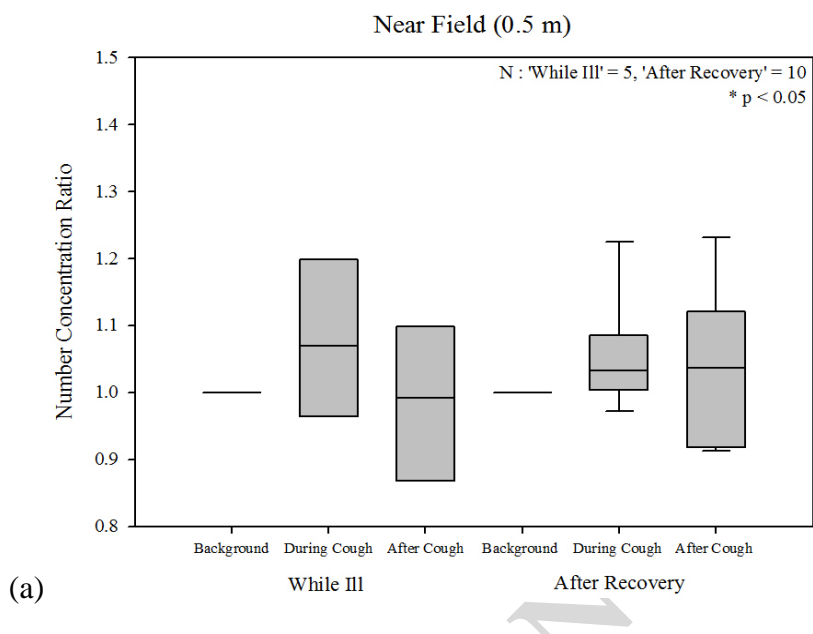 Near Field (0.5 m)
N : 'While Ill' = 5, 'After Recovery' = 10
* p < 0.05
Number Concentration Ratio
1.5
1.4
1.3
1.2
1.1
1.0
0.9
0.8
Background During Cough After Cough Background During Cough After Cough
While Ill After Recovery
(a)